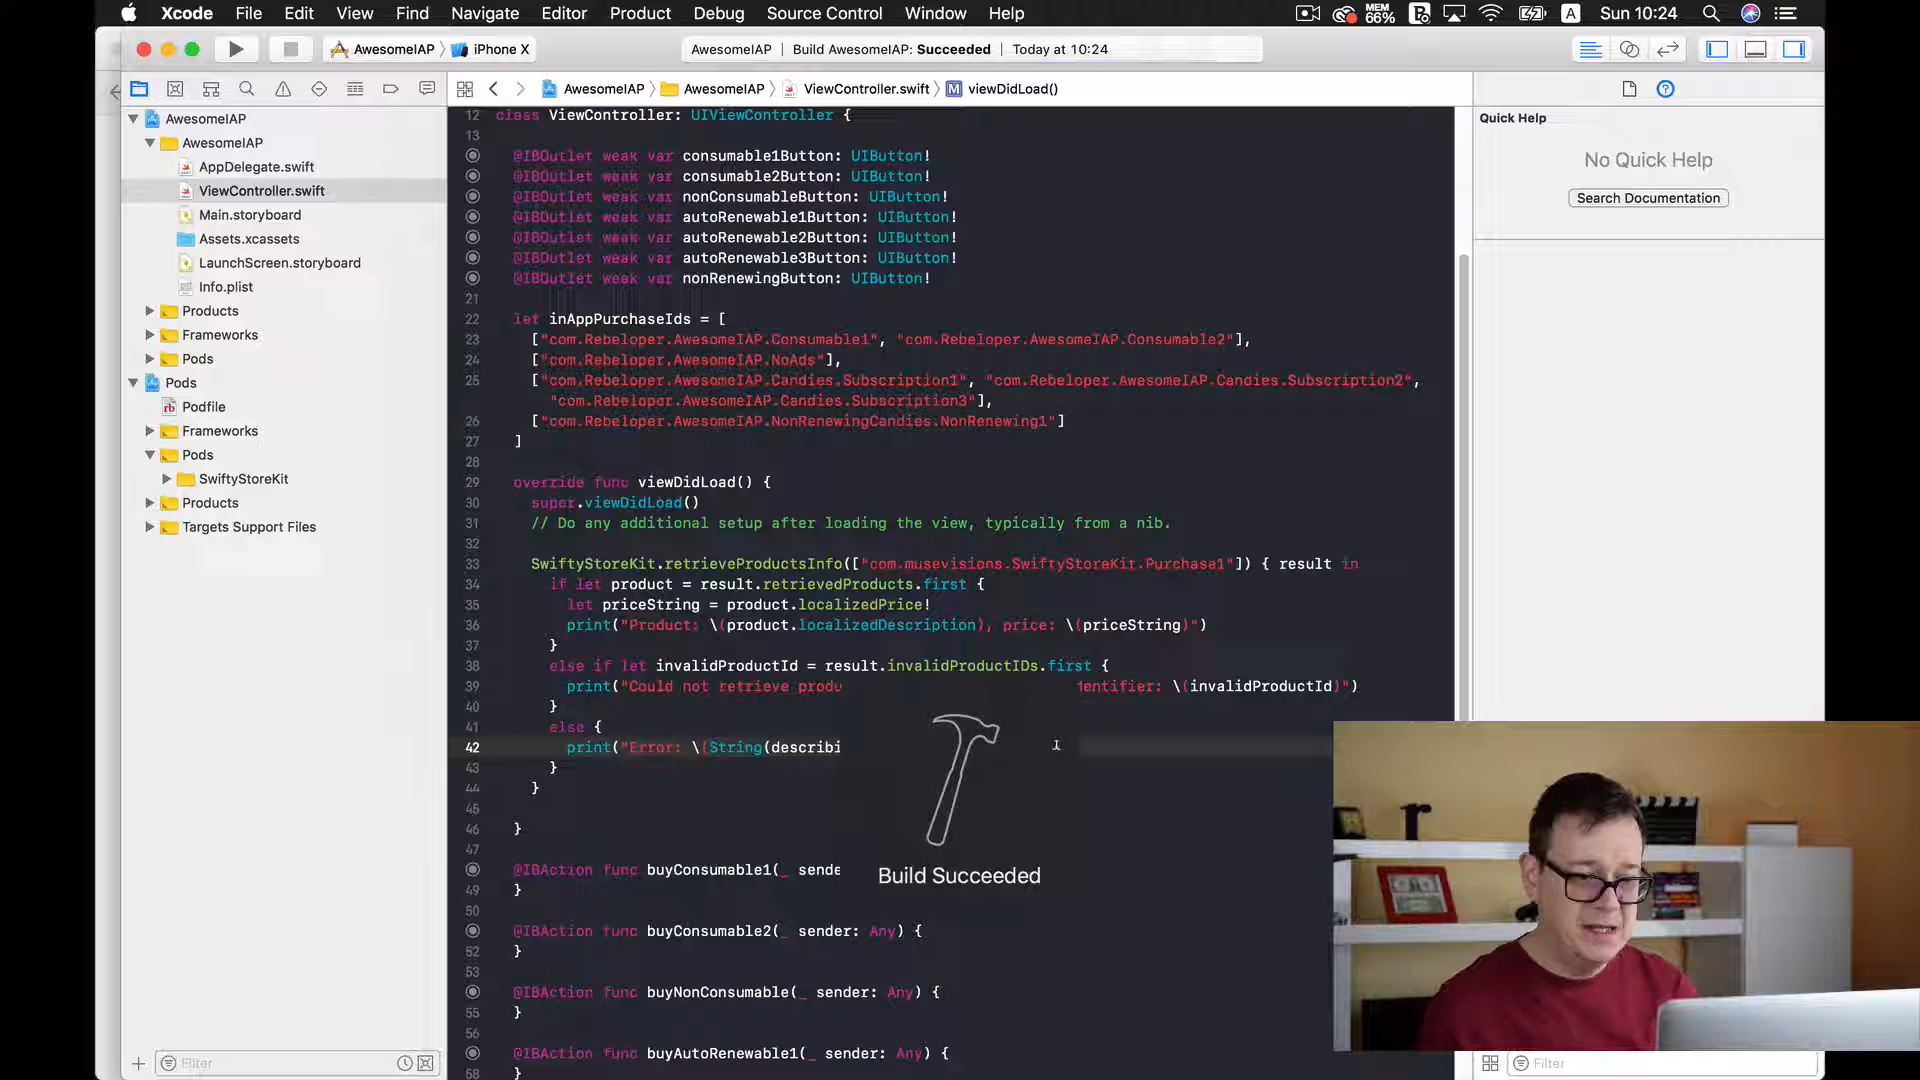 Xcode File Edit View Find Navigate Editor Product Debug Source Control Window Help MEM 66% A Sun 10:24
AwesomeIAP iPhone X AwesomeIAP Build AwesomeIAP: Succeeded Today at 10:24
AwesomeIAP AwesomeIAP ViewController.swift M viewDidLoad()
AwesomeIAP
AwesomeIAP
AppDelegate.swift
ViewController.swift
Main.storyboard
Assets.xcassets
LaunchScreen.storyboard
Info.plist
Products
Frameworks
Pods
Pods
rb Podfile
Frameworks
Pods
SwiftyStoreKit
Products
Targets Support Files
Filter
12 class ViewController: UIViewController {
13
@IBOutlet weak var consumable1Button: UIButton!
@IBOutlet weak var consumable2Button: UIButton!
@IBOutlet weak var nonConsumableButton: UIButton!
@IBOutlet weak var autoRenewable1Button: UIButton!
@IBOutlet weak var autoRenewable2Button: UIButton!
@IBOutlet weak var autoRenewable3Button: UIButton!
@IBOutlet weak var nonRenewingButton: UIButton!
21
22 let inAppPurchaseIds = [
23 ["com.Rebeloper.AwesomeIAP.Consumable1", "com.Rebeloper.AwesomeIAP.Consumable2"],
24 ["com.Rebeloper.AwesomeIAP.NoAds"],
25 ["com.Rebeloper.AwesomeIAP.Candies.Subscription1", "com.Rebeloper.AwesomeIAP.Candies.Subscription2",
"com.Rebeloper.AwesomeIAP.Candies.Subscription3"],
26 ["com.Rebeloper.AwesomeIAP.NonRenewingCandies.NonRenewing1"]
27 ]
28
29 override func viewDidLoad() {
30 super.viewDidLoad()
31 // Do any additional setup after loading the view, typically from a nib.
32
33 SwiftyStoreKit.retrieveProductsInfo(["com.musevisions.SwiftyStoreKit.Purchase1"]) { result in
34 if let product = result.retrievedProducts.first {
35 let priceString = product.localizedPrice!
36 print("Product: \(product.localizedDescription), price: \(priceString)")
37 }
38 else if let invalidProductId = result.invalidProductIDs.first {
39 print("Could not retrieve produ entifier: \(invalidProductId)")
40 }
41 else {
42 print("Error: \(String(describi
43 }
44 }
45
46 }
47
@IBAction func buyConsumable1(_ sende
49 }
50
@IBAction func buyConsumable2(_ sender: Any) {
52 }
53
@IBAction func buyNonConsumable(_ sender: Any) {
55 }
56
@IBAction func buyAutoRenewable1(_ sender: Any) {
58 }
Build Succeeded
Quick Help
No Quick Help
Search Documentation
Filter